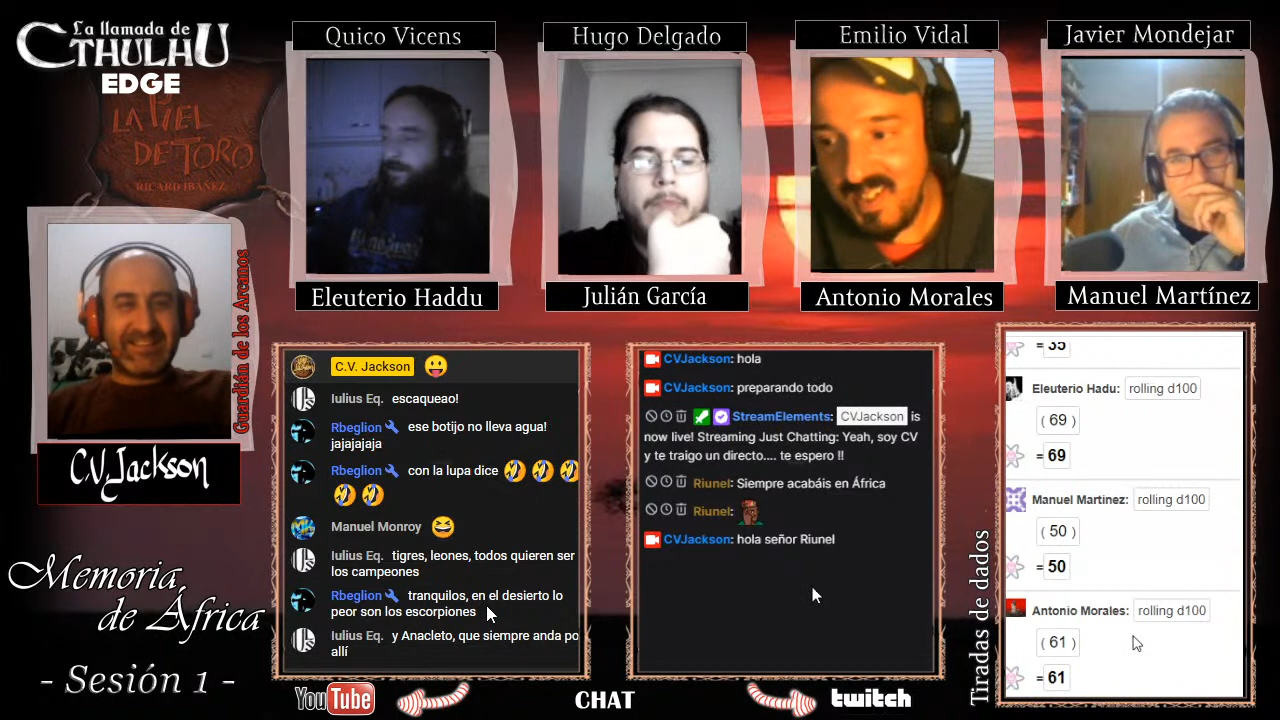 La llamada de
CTHULHU
EDGE
LA PIEL
DE TORO
RICARD IBÁÑEZ
Quico Vicens
Hugo Delgado
Emilio Vidal
Javier Mondejar
Eleuterio Haddu
Julián García
Antonio Morales
Manuel Martínez
Guardián de los Arcanos
C.V. Jackson
Memoria
de África
- Sesión 1 -
C.V. Jackson
Iulius Eq. escaqueao!
Rbeglion ese botijo no lleva agua!
jajajajaja
Rbeglion con la lupa dice 🤣🤣🤣
🤣🤣
Manuel Monroy 😆
Iulius Eq. tigres, leones, todos quieren ser
los campeones
Rbeglion tranquilos, en el desierto lo
peor son los escorpiones
Iulius Eq. y Anacleto, que siempre anda po
allí
CVJackson: hola
CVJackson: preparando todo
StreamElements: CVJackson is
now live! Streaming Just Chatting: Yeah, soy CV
y te traigo un directo.... te espero !!
Riunel: Siempre acabáis en África
Riunel:
CVJackson: hola señor Riunel
Tiradas de dados
= 35
Eleuterio Hadu: rolling d100
( 69 )
= 69
Manuel Martinez: rolling d100
( 50 )
= 50
Antonio Morales: rolling d100
( 61 )
= 61
YouTube
CHAT
twitch